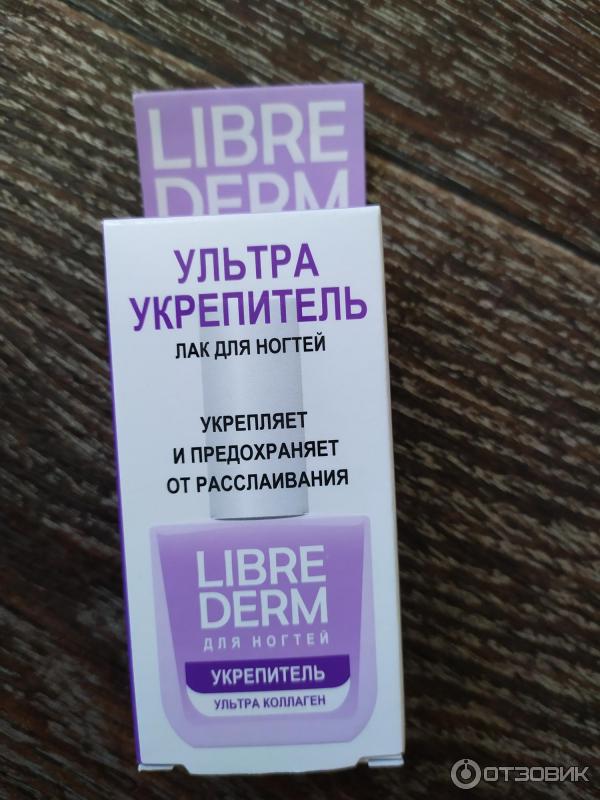 LIBRE
DERM
УЛЬТРА
УКРЕПИТЕЛЬ
ЛАК ДЛЯ НОГТЕЙ
УКРЕПЛЯЕТ
И ПРЕДОХРАНЯЕТ
ОТ РАССЛАИВАНИЯ
LIBRE
DERM
ДЛЯ НОГТЕЙ
УКРЕПИТЕЛЬ
УЛЬТРА КОЛЛАГЕН
ОТЗОВИК